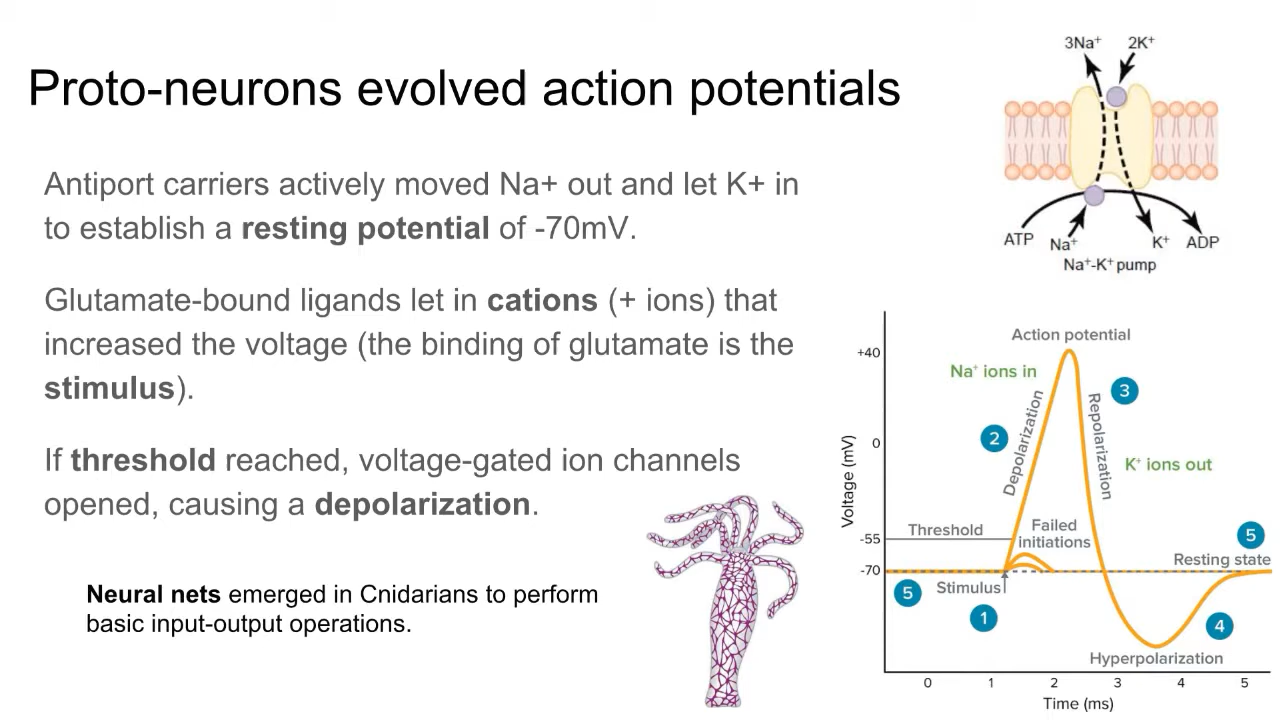 Proto-neurons evolved action potentials
Antiport carriers actively moved Na+ out and let K+ in
to establish a resting potential of -70mV.
Glutamate-bound ligands let in cations (+ ions) that
increased the voltage (the binding of glutamate is the
stimulus).
If threshold reached, voltage-gated ion channels
opened, causing a depolarization.
Neural nets emerged in Cnidarians to perform
basic input-output operations.
3Na⁺ 2K⁺
ATP Na⁺ K⁺ ADP
Na⁺-K⁺ pump
Action potential
+40
Na⁺ ions in
3
Depolarization
Repolarization
2
0
K⁺ ions out
Voltage (mV)
Threshold
Failed
initiations
-55
5
Resting state
-70
5
Stimulus
1
4
Hyperpolarization
0 1 2 3 4 5
Time (ms)